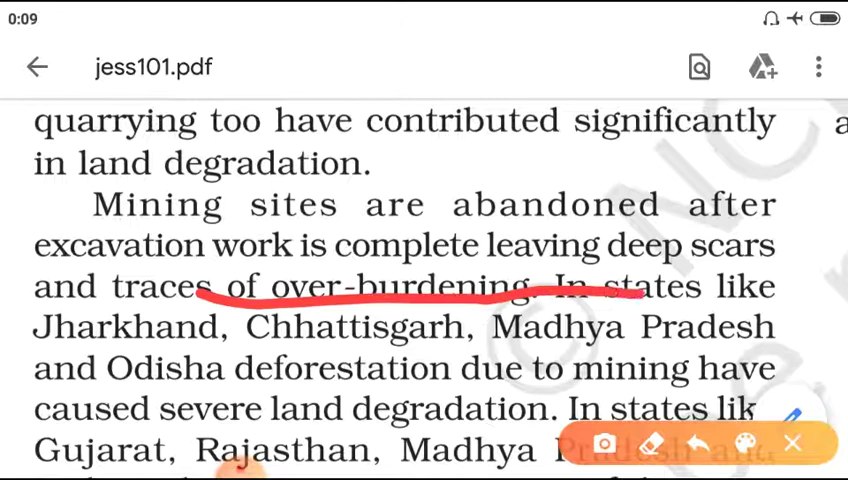 0:09
jess101.pdf
quarrying too have contributed significantly
in land degradation.
Mining sites are abandoned after
excavation work is complete leaving deep scars
and traces of over-burdening. In states like
Jharkhand, Chhattisgarh, Madhya Pradesh
and Odisha deforestation due to mining have
caused severe land degradation. In states lik
Gujarat, Rajasthan, Madhya Pradesh and